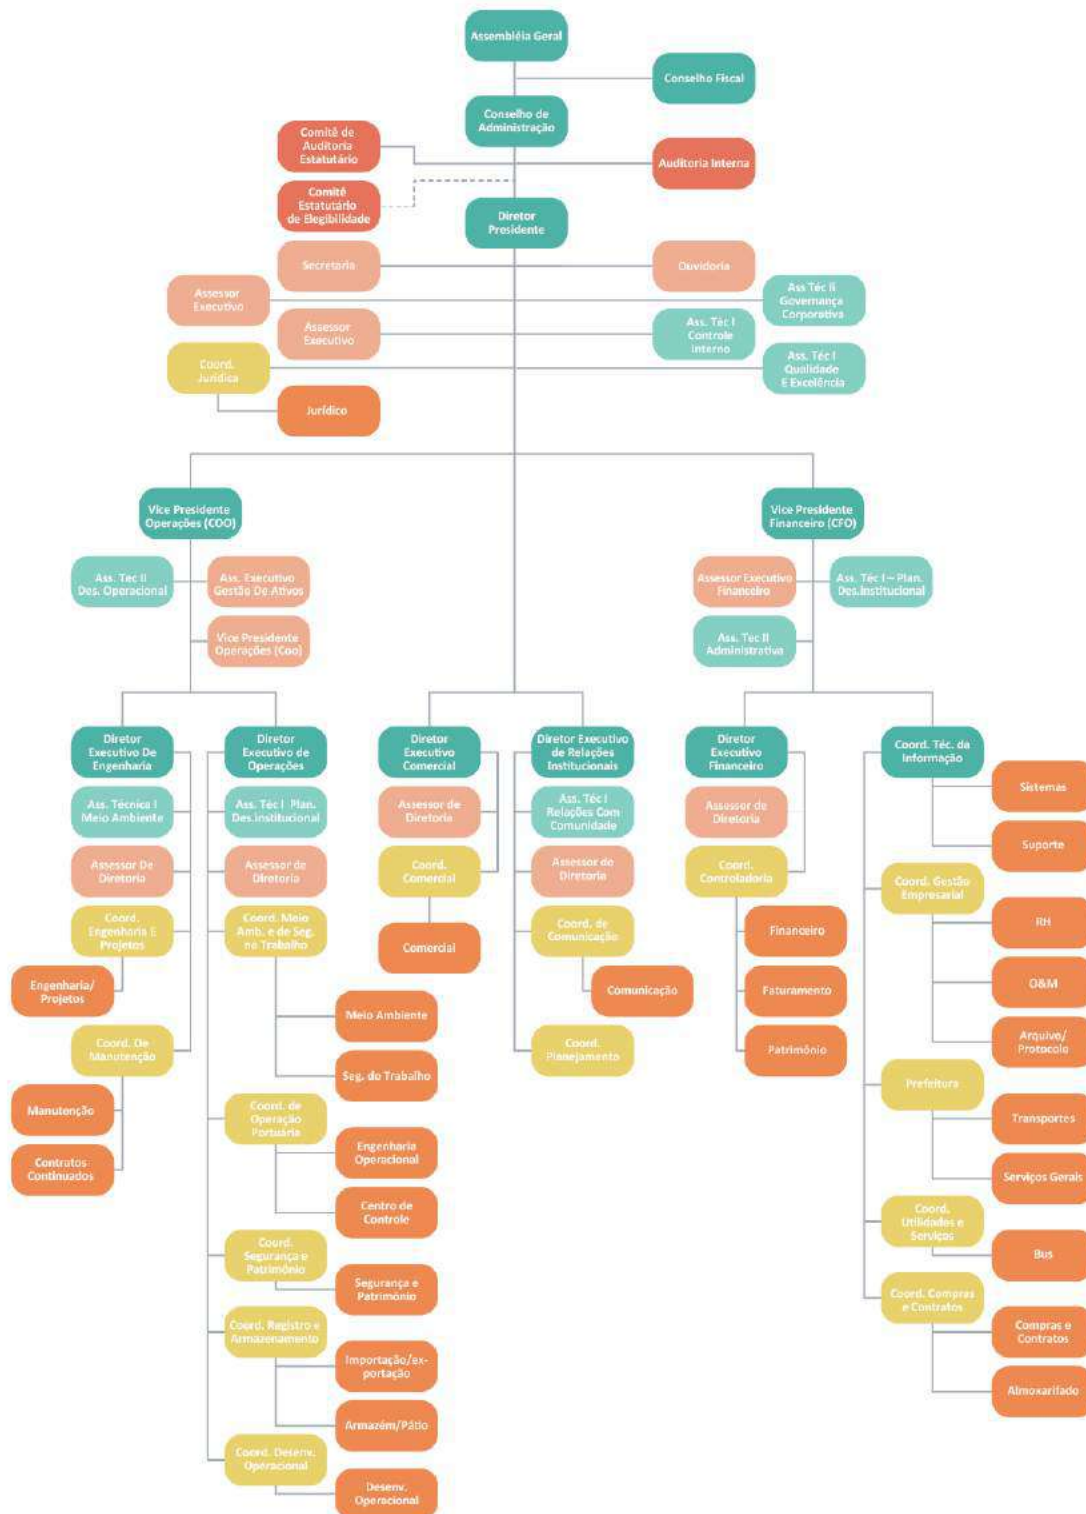 Assembléia Geral
Conselho Fiscal
Conselho de
Administração
Comitê de
Auditoria
Estatutário
Auditoria Interna
Comitê
Estatutário
de Elegibilidade
Diretor
Presidente
Secretaria
Ouvidoria
Assessor
Executivo
Ass Téc II
Governança
Corporativa
Assessor
Executivo
Ass. Téc I
Controle
Interno
Coord.
Jurídica
Ass. Téc I
Qualidade
E Excelência
Jurídico
Vice Presidente
Operações (COO)
Vice Presidente
Financeiro (CFO)
Ass. Tec II
Des. Operacional
Ass. Executivo
Gestão De Ativos
Assessor Executivo
Financeiro
Ass. Téc I – Plan.
Des.Institucional
Vice Presidente
Operações (Coo)
Ass. Téc II
Administrativa
Diretor
Executivo De
Engenharia
Diretor
Executivo de
Operações
Diretor
Executivo
Comercial
Diretor Executivo
de Relações
Institucionais
Diretor
Executivo
Financeiro
Coord. Téc. da
Informação
Sistemas
Ass. Técnica I
Meio Ambiente
Ass. Téc I Plan.
Des.institucional
Assessor de
Diretoria
Ass. Téc I
Relações Com
Comunidade
Assessor de
Diretoria
Suporte
Assessor De
Diretoria
Assessor de
Diretoria
Coord.
Comercial
Assessor de
Diretoria
Coord.
Controladoria
Coord. Gestão
Empresarial
Coord.
Engenharia E
Projetos
Coord. Meio
Amb. e de Seg.
no Trabalho
Comercial
Coord. de
Comunicação
Financeiro
RH
Engenharia/
Projetos
Comunicação
Faturamento
O&M
Meio Ambiente
Coord. De
Manutenção
Coord.
Planejamento
Patrimônio
Arquivo/
Protocolo
Seg. do Trabalho
Prefeitura
Manutenção
Coord. de
Operação
Portuária
Transportes
Contratos
Continuados
Engenharia
Operacional
Serviços Gerais
Centro de
Controle
Coord.
Utilidades e
Serviços
Coord.
Segurança e
Patrimônio
Bus
Segurança e
Patrimônio
Coord. Compras
e Contratos
Coord. Registro e
Armazenamento
Compras e
Contratos
Importação/ex-
portação
Almoxarifado
Armazém/Pátio
Coord. Desenv.
Operacional
Desenv.
Operacional